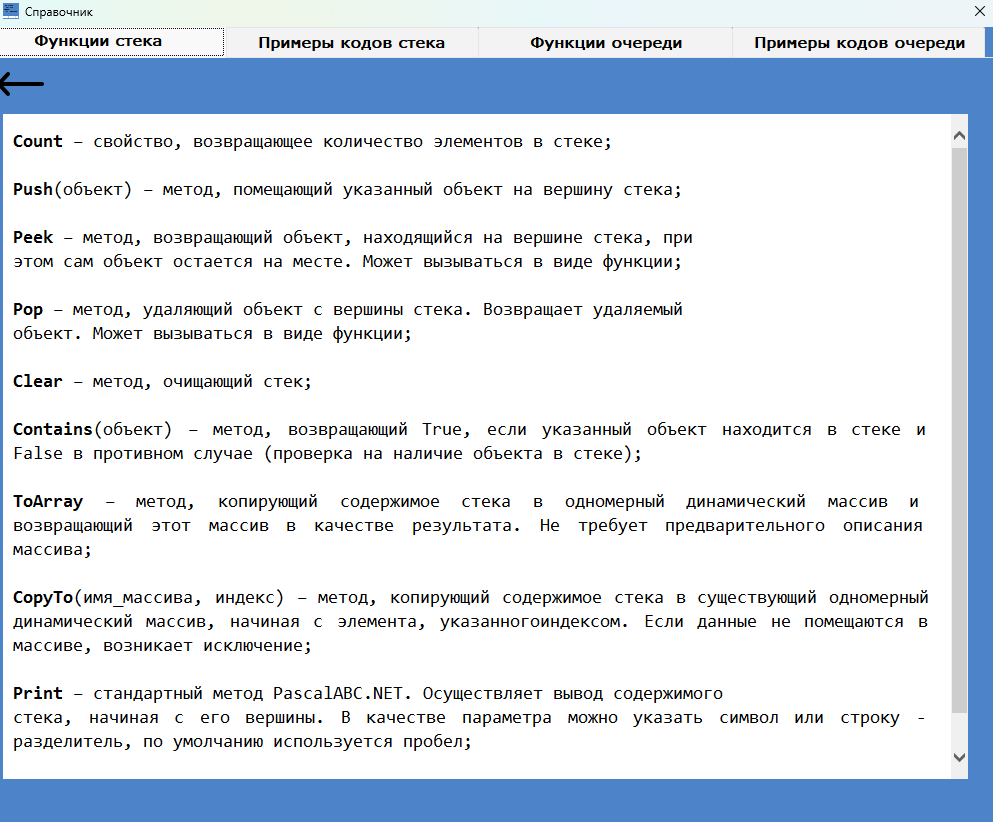 Справочник
Функции стека
Примеры кодов стека
Функции очереди
Примеры кодов очереди
Count – свойство, возвращающее количество элементов в стеке;
Push(объект) – метод, помещающий указанный объект на вершину стека;
Peek – метод, возвращающий объект, находящийся на вершине стека, при
этом сам объект остается на месте. Может вызываться в виде функции;
Pop – метод, удаляющий объект с вершины стека. Возвращает удаляемый
объект. Может вызываться в виде функции;
Clear – метод, очищающий стек;
Contains(объект) – метод, возвращающий True, если указанный объект находится в стеке и
False в противном случае (проверка на наличие объекта в стеке);
ToArray – метод, копирующий содержимое стека в одномерный динамический массив и
возвращающий этот массив в качестве результата. Не требует предварительного описания
массива;
CopyTo(имя_массива, индекс) – метод, копирующий содержимое стека в существующий одномерный
динамический массив, начиная с элемента, указанногоиндексом. Если данные не помещаются в
массиве, возникает исключение;
Print – стандартный метод PascalABC.NET. Осуществляет вывод содержимого
стека, начиная с его вершины. В качестве параметра можно указать символ или строку -
разделитель, по умолчанию используется пробел;